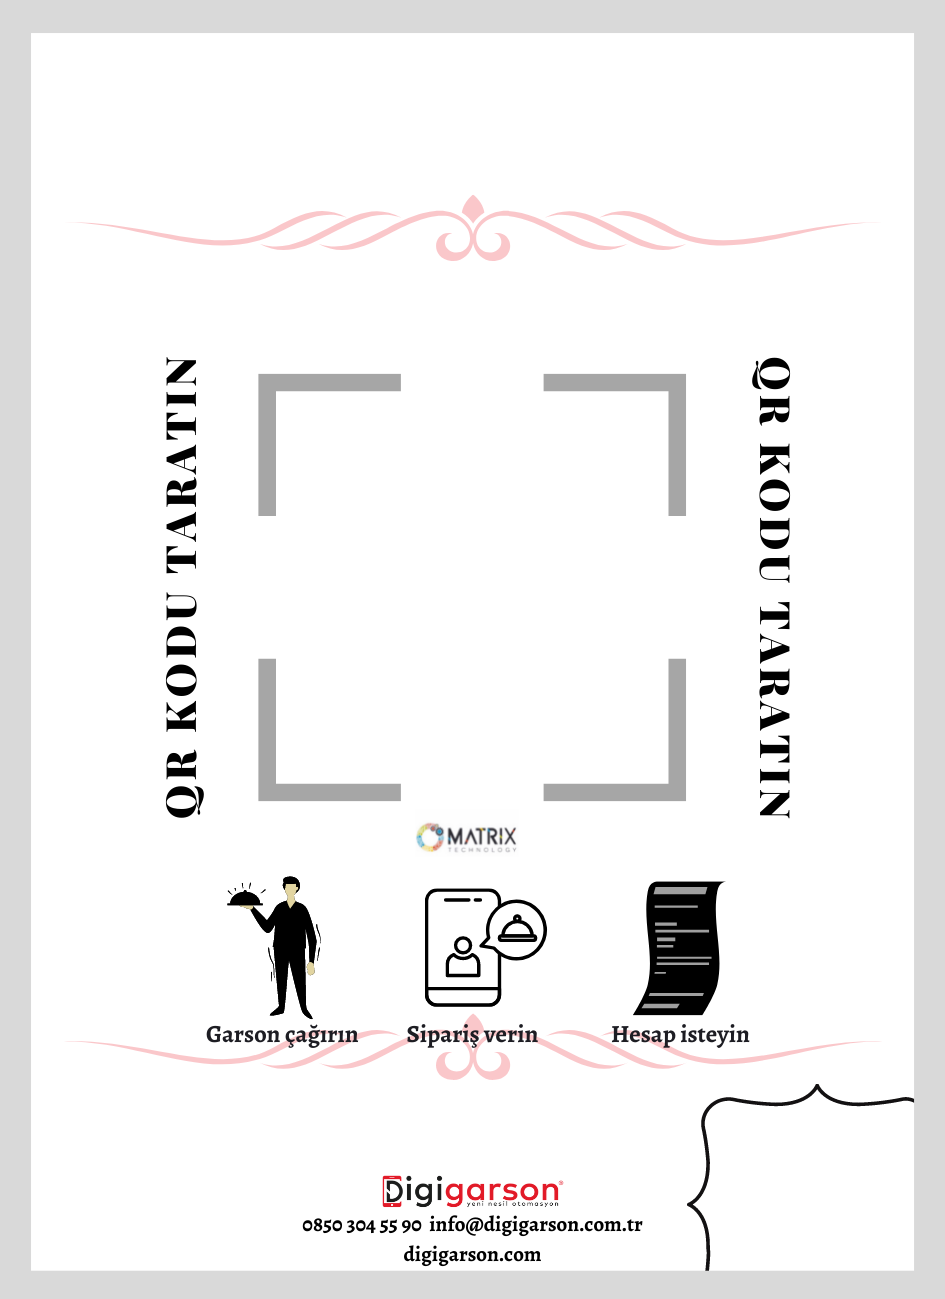 QR KODU TARATIN
QR KODU TARATIN
MATRIX
TECHNOLOGY
Garson çağırın
Sipariş verin
Hesap isteyin
Digigarson®
yeni nesil otomasyon
0850 304 55 90 info@digigarson.com.tr
digigarson.com